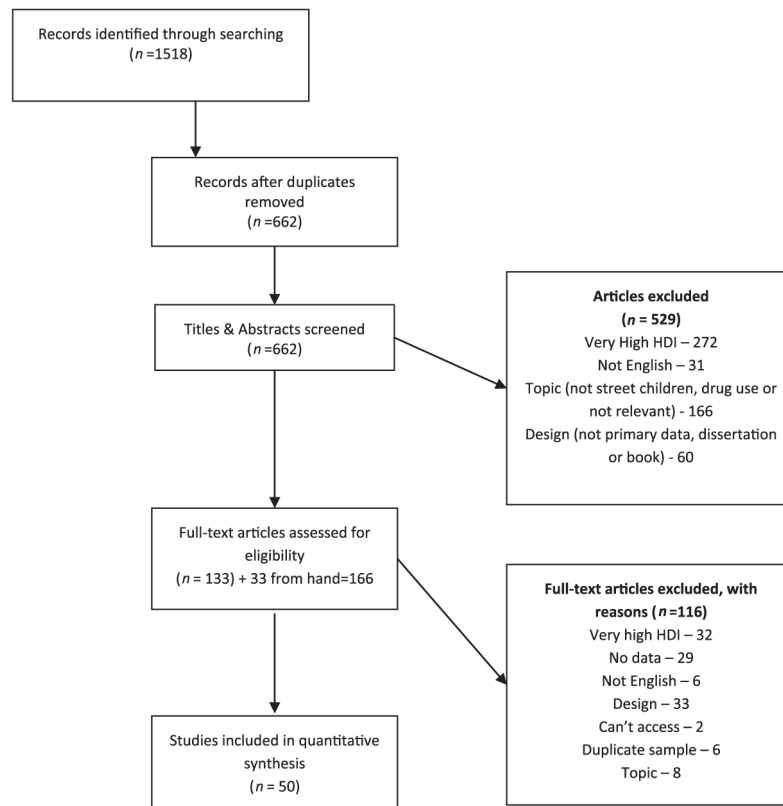 Records identified through searching
(n =1518)
Records after duplicates
removed
(n =662)
Titles & Abstracts screened
(n =662)
Articles excluded
(n = 529)
Very High HDI – 272
Not English – 31
Topic (not street children, drug use or
not relevant) - 166
Design (not primary data, dissertation
or book) - 60
Full-text articles assessed for
eligibility
(n = 133) + 33 from hand=166
Full-text articles excluded, with
reasons (n =116)
Very high HDI – 32
No data – 29
Not English – 6
Design – 33
Can't access – 2
Duplicate sample – 6
Topic – 8
Studies included in quantitative
synthesis
(n = 50)